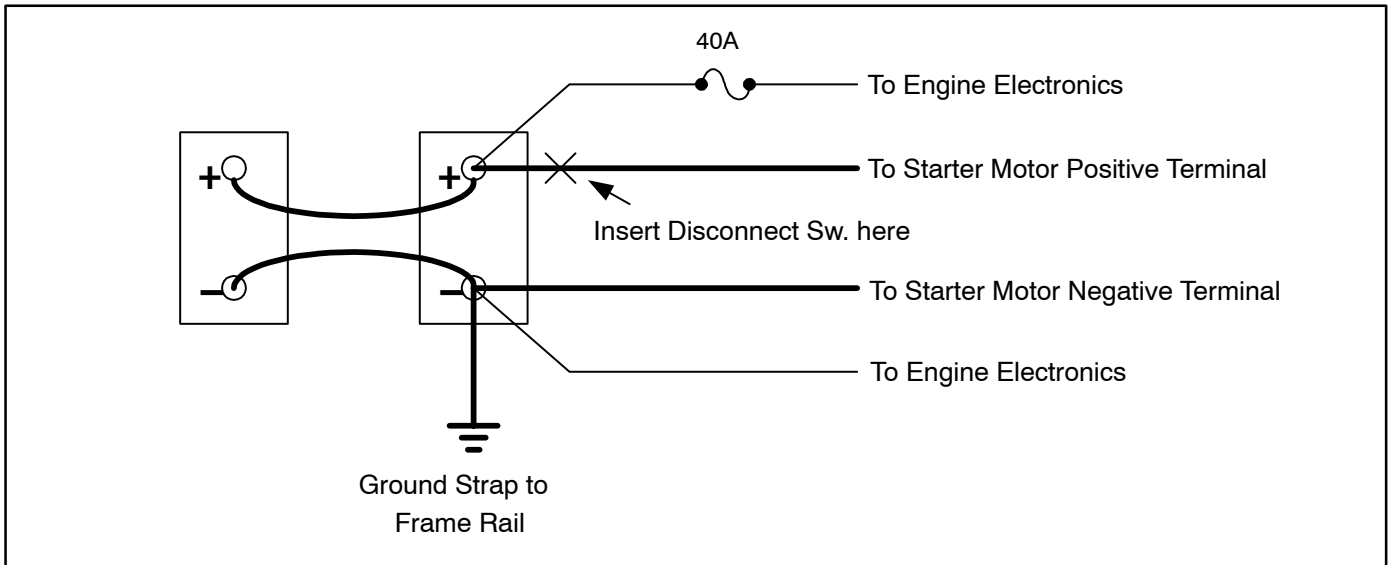 40A
To Engine Electronics
+
+
To Starter Motor Positive Terminal
Insert Disconnect Sw. here
–
–
To Starter Motor Negative Terminal
To Engine Electronics
Ground Strap to
Frame Rail